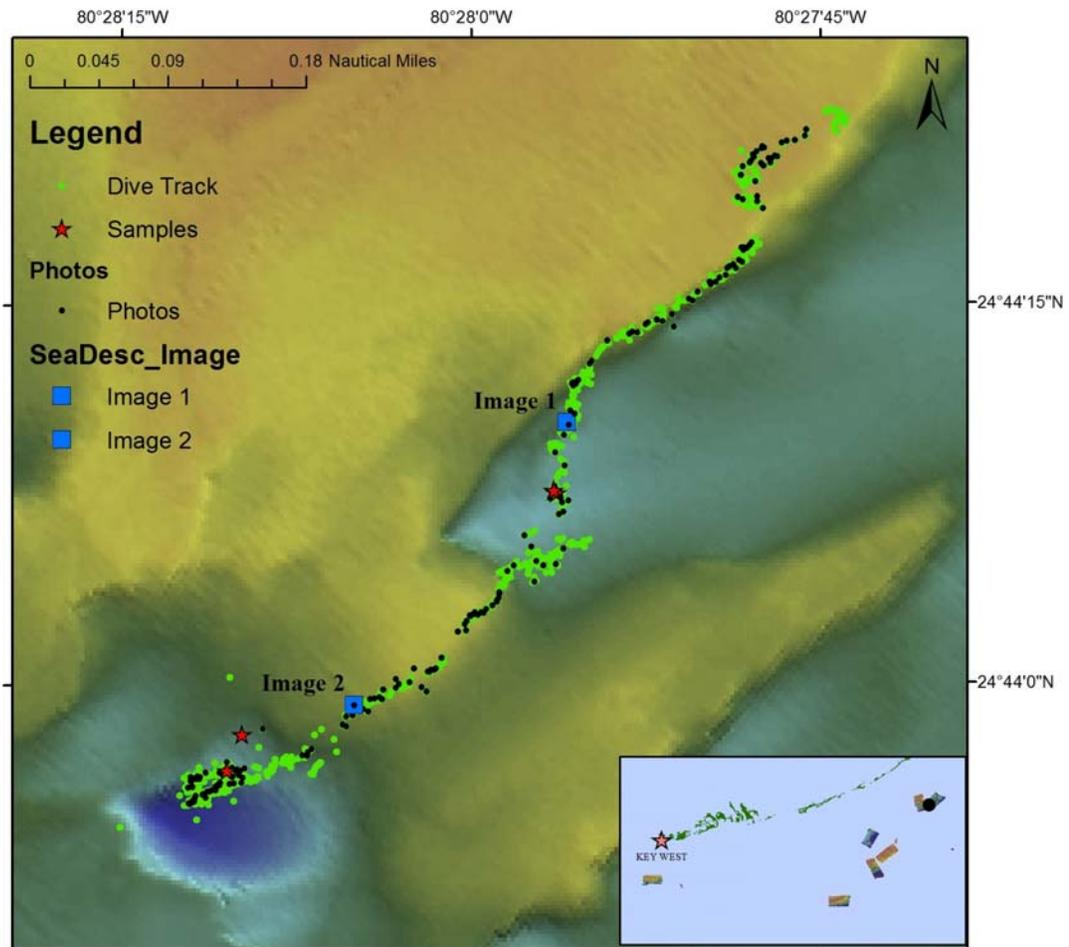 80°28'15"W 80°28'0"W 80°27'45"W
0 0.045 0.09 0.18 Nautical Miles
N
Legend
Dive Track
Samples
Photos
Photos
24°44'15"N
SeaDesc_Image
Image 1
Image 1
Image 2
Image 2
24°44'0"N
KEY WEST